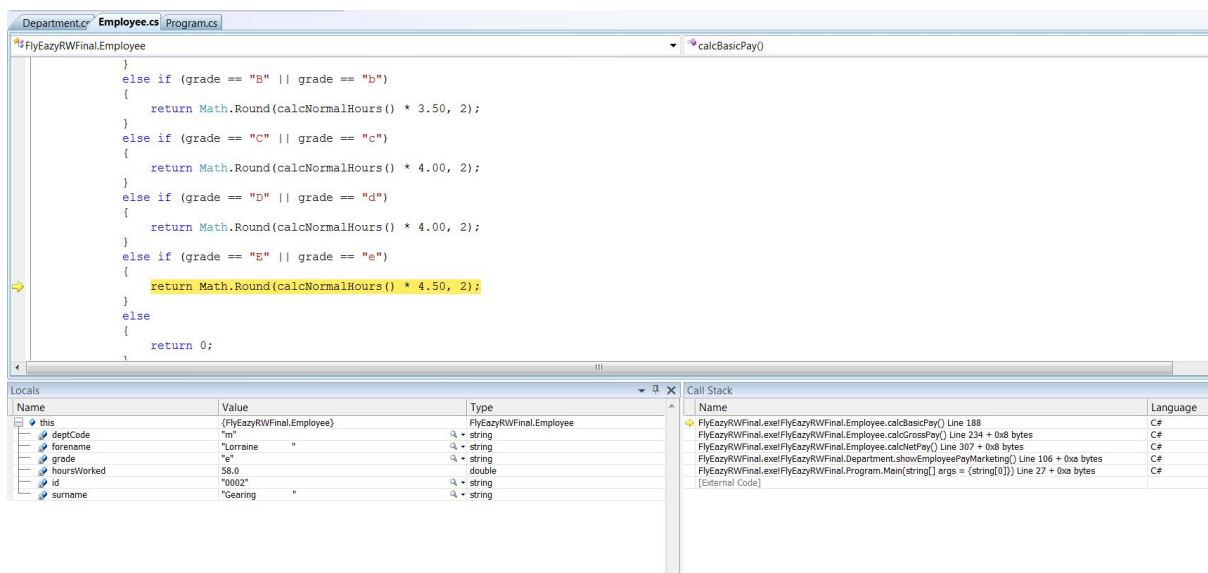 Department.cs Employee.cs Program.cs
FlyEazyRWFinal.Employee calcBasicPay()
}
else if (grade == "B" || grade == "b")
{
return Math.Round(calcNormalHours() * 3.50, 2);
}
else if (grade == "C" || grade == "c")
{
return Math.Round(calcNormalHours() * 4.00, 2);
}
else if (grade == "D" || grade == "d")
{
return Math.Round(calcNormalHours() * 4.00, 2);
}
else if (grade == "E" || grade == "e")
{
return Math.Round(calcNormalHours() * 4.50, 2);
}
else
{
return 0;
}
Locals
Name Value Type
this {FlyEazyRWFinal.Employee} FlyEazyRWFinal.Employee
deptCode "m" string
forename "Lorraine " string
grade "e" string
hoursWorked 58.0 double
id "0002" string
surname "Gearing " string
Call Stack
Name Language
FlyEazyRWFinal.exe!FlyEazyRWFinal.Employee.calcBasicPay() Line 188 C#
FlyEazyRWFinal.exe!FlyEazyRWFinal.Employee.calcGrossPay() Line 234 + 0x8 bytes C#
FlyEazyRWFinal.exe!FlyEazyRWFinal.Employee.calcNetPay() Line 307 + 0x8 bytes C#
FlyEazyRWFinal.exe!FlyEazyRWFinal.Department.showEmployeePayMarketing() Line 106 + 0xa bytes C#
FlyEazyRWFinal.exe!FlyEazyRWFinal.Program.Main(string[] args = {string[0]}) Line 27 + 0xa bytes C#
[External Code]